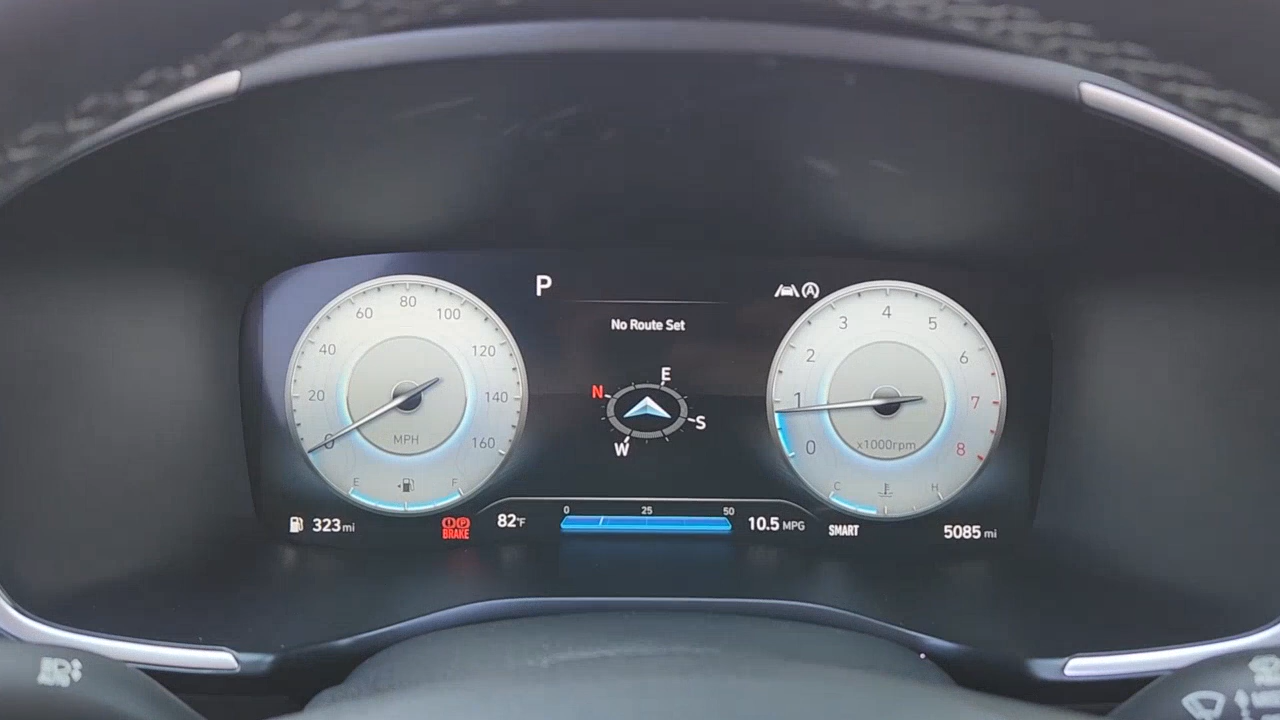 P
No Route Set
0 20 40 60 80 100 120 140 160
MPH
E F
N E S W
0 1 2 3 4 5 6 7 8
x1000rpm
C H
A
323 mi
P
BRAKE
82°F
0 25 50
10.5 MPG
SMART
5085 mi